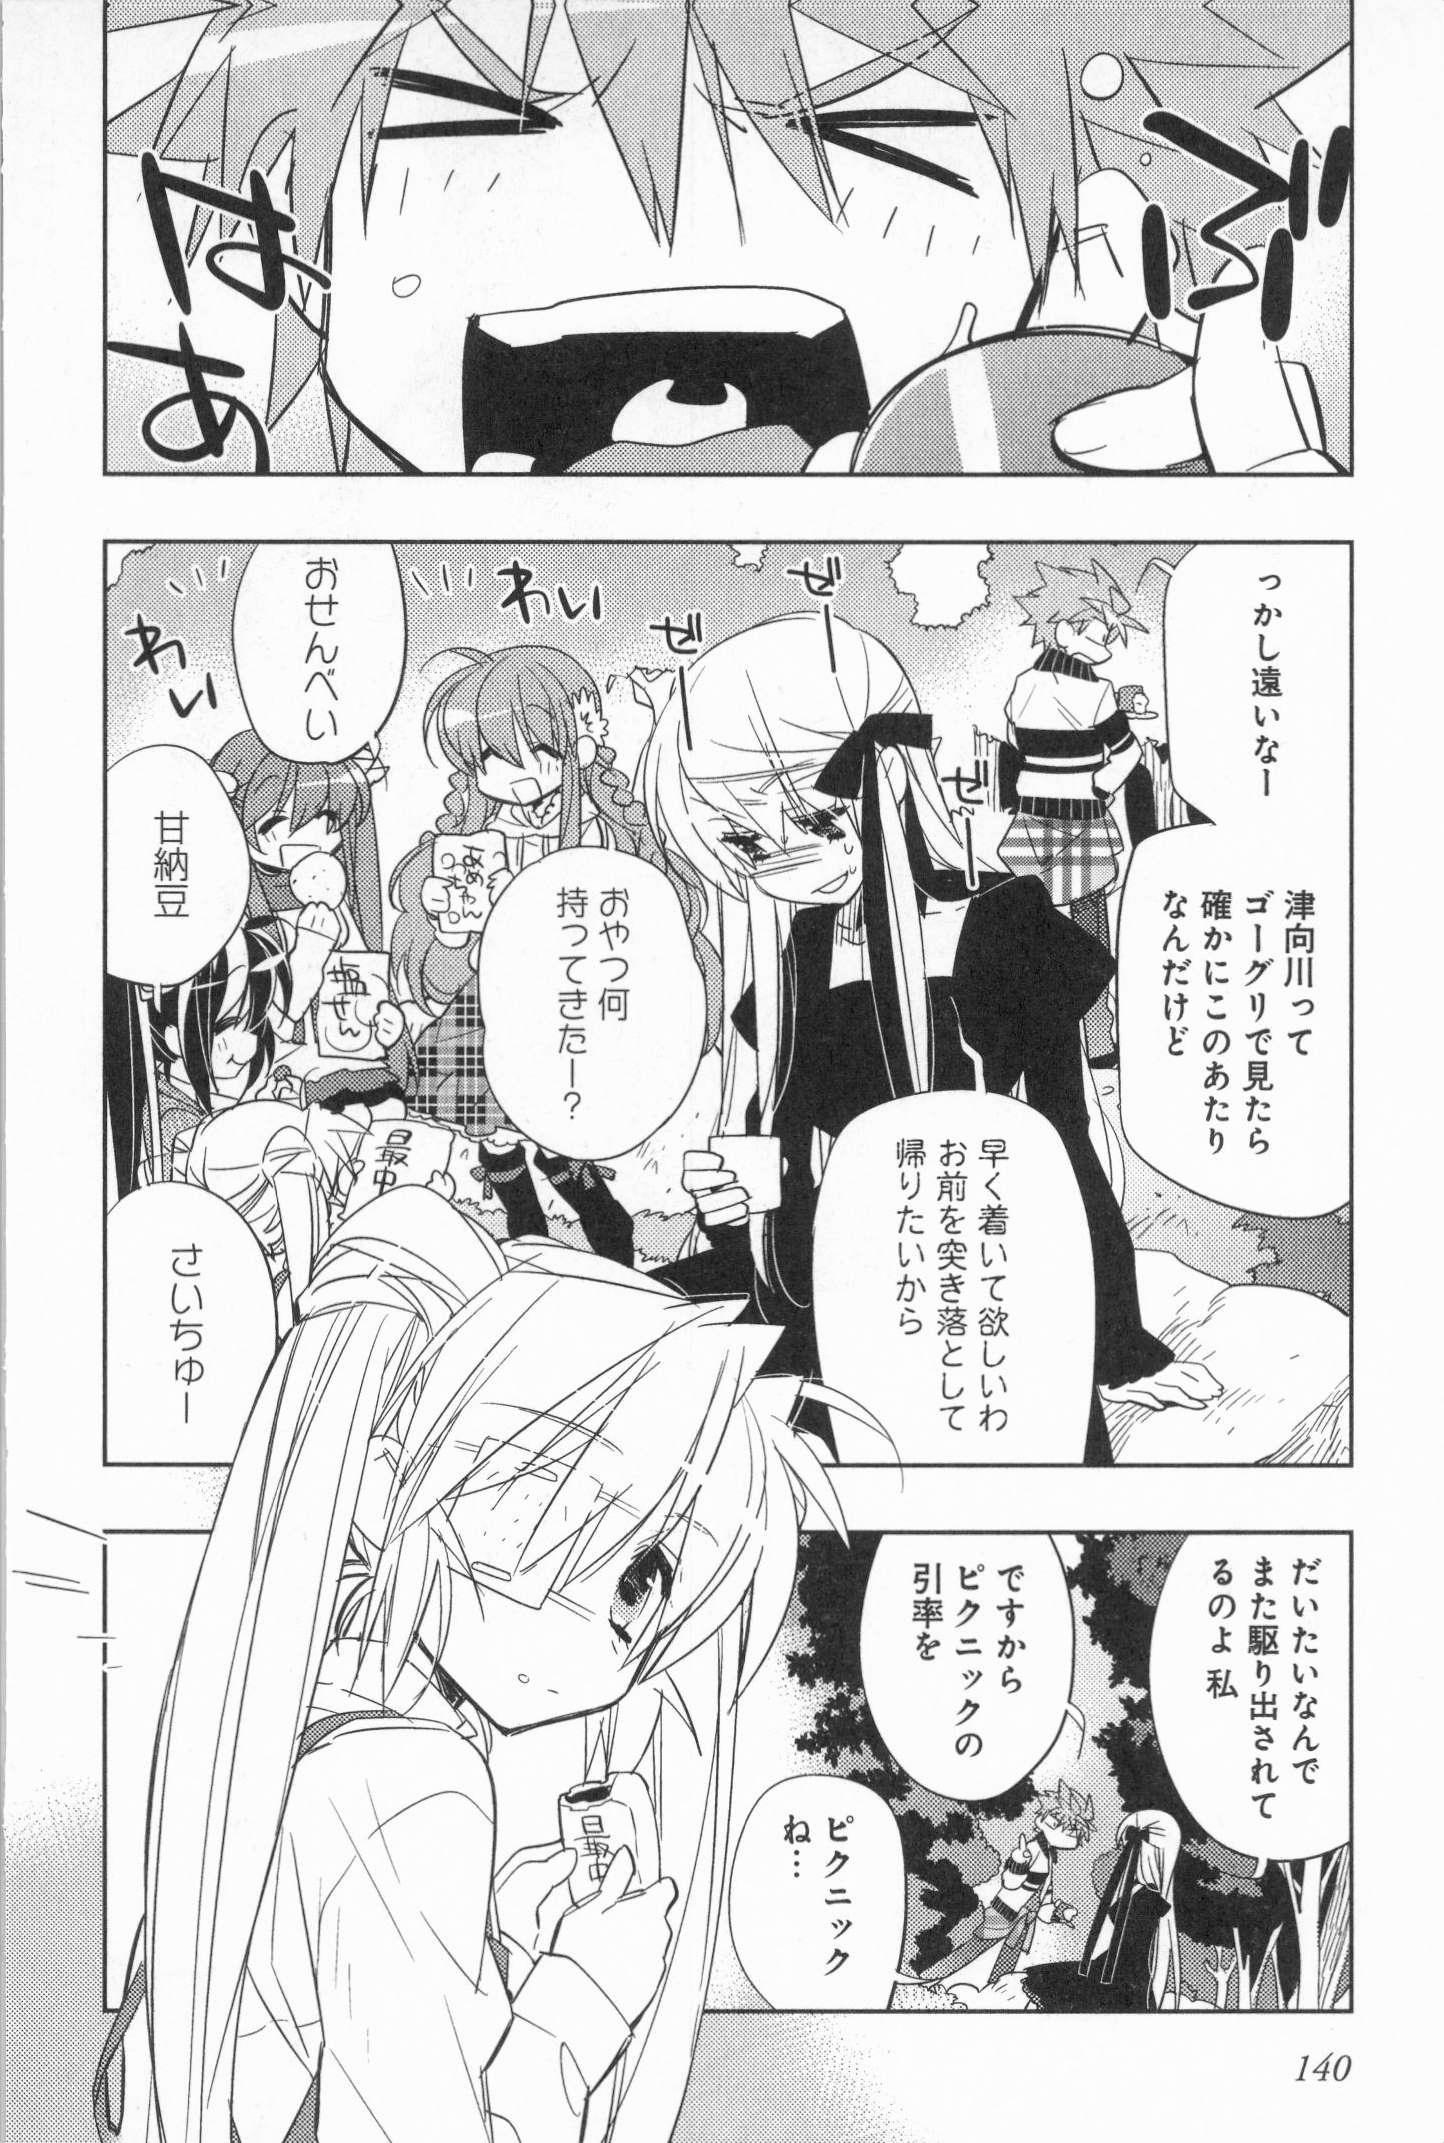 ぷ
はぁ
っかし遠いなー
津向川って
ゴーグリで見たら
確かにこのあたり
なんだけど
早く着いて欲しいわ
お前を突き落として
帰りたいから
ぜー
ぜー
ぜー
わい
わい
おやつ何
持ってきたー?
おせんべい
甘納豆
さいちゅー
あめちゃん
塩せん
日最中
だいたいなんで
また駆り出されて
るのよ私
ですから
ピクニックの
引率を
ピクニック
ね…
日最中
140